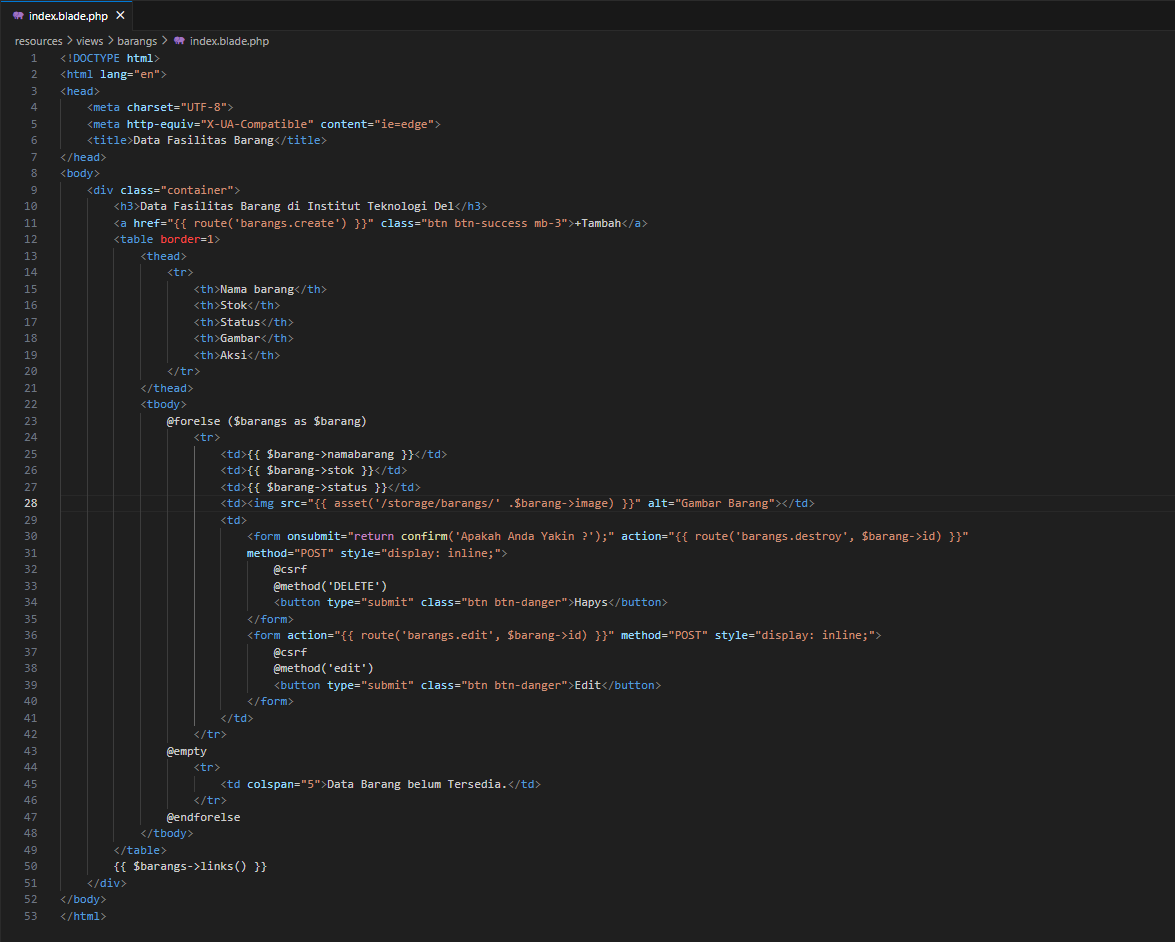 index.blade.php ×
resources > views > barangs > index.blade.php
1 <!DOCTYPE html>
2 <html lang="en">
3 <head>
4     <meta charset="UTF-8">
5     <meta http-equiv="X-UA-Compatible" content="ie=edge">
6     <title>Data Fasilitas Barang</title>
7 </head>
8 <body>
9     <div class="container">
10         <h3>Data Fasilitas Barang di Institut Teknologi Del</h3>
11         <a href="{{ route('barangs.create') }}" class="btn btn-success mb-3">+Tambah</a>
12         <table border=1>
13             <thead>
14                 <tr>
15                     <th>Nama barang</th>
16                     <th>Stok</th>
17                     <th>Status</th>
18                     <th>Gambar</th>
19                     <th>Aksi</th>
20                 </tr>
21             </thead>
22             <tbody>
23                 @forelse ($barangs as $barang)
24                     <tr>
25                         <td>{{ $barang->namabarang }}</td>
26                         <td>{{ $barang->stok }}</td>
27                         <td>{{ $barang->status }}</td>
28                         <td><img src="{{ asset('/storage/barangs/' .$barang->image) }}" alt="Gambar Barang"></td>
29                         <td>
30                             <form onsubmit="return confirm('Apakah Anda Yakin ?');" action="{{ route('barangs.destroy', $barang->id) }}"
31                             method="POST" style="display: inline;">
32                                 @csrf
33                                 @method('DELETE')
34                                 <button type="submit" class="btn btn-danger">Hapys</button>
35                             </form>
36                             <form action="{{ route('barangs.edit', $barang->id) }}" method="POST" style="display: inline;">
37                                 @csrf
38                                 @method('edit')
39                                 <button type="submit" class="btn btn-danger">Edit</button>
40                             </form>
41                         </td>
42                     </tr>
43                 @empty
44                     <tr>
45                         <td colspan="5">Data Barang belum Tersedia.</td>
46                     </tr>
47                 @endforelse
48             </tbody>
49         </table>
50         {{ $barangs->links() }}
51     </div>
52 </body>
53 </html>